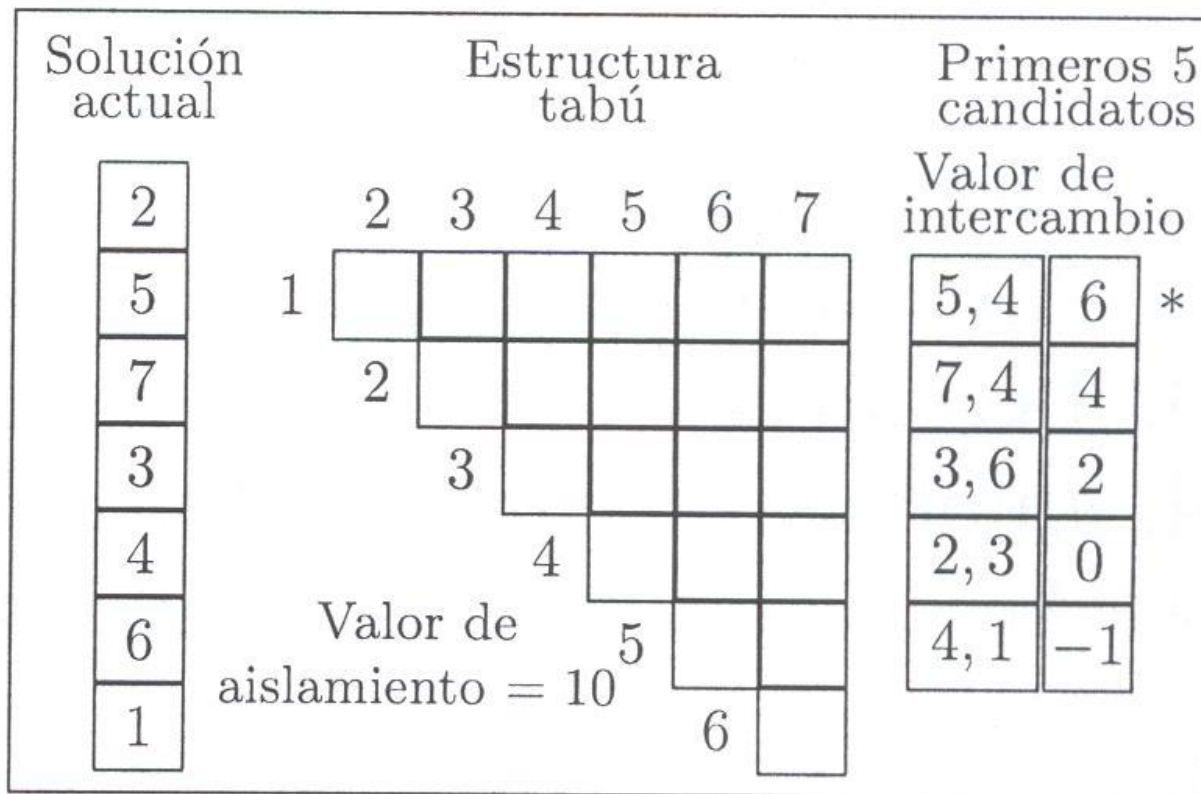 Solución
actual
Estructura
tabú
Primeros 5
candidatos
Valor de
intercambio
2
5
7
3
4
6
1
2 3 4 5 6 7
1
2
3
4
5
6
Valor de
aislamiento = 10
5, 4 6 *
7, 4 4
3, 6 2
2, 3 0
4, 1 −1